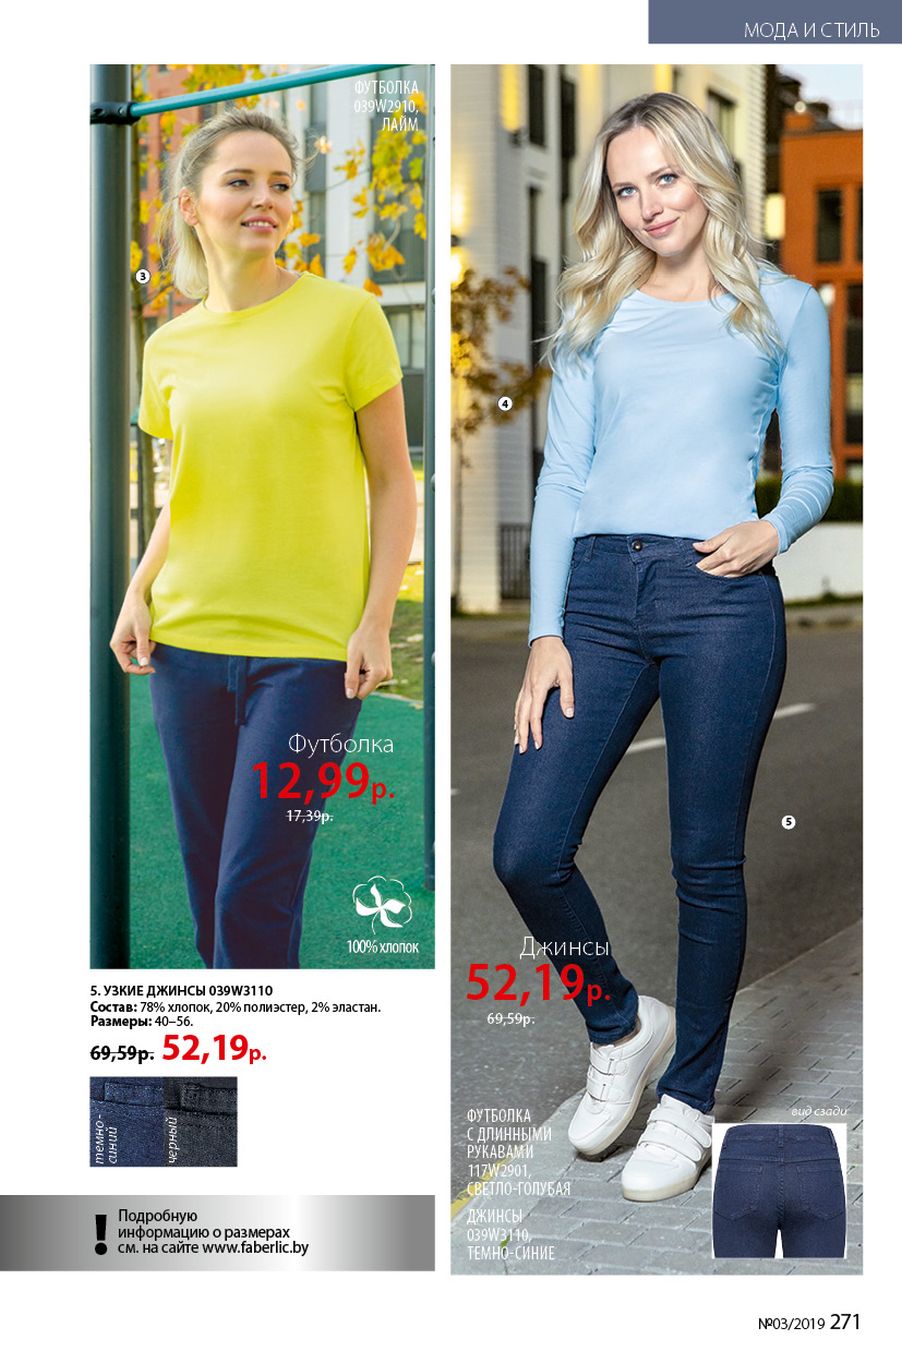 МОДА И СТИЛЬ
ФУТБОЛКА
039W2910,
ЛАЙМ
3
4
Футболка
12,99р.
17,39р.
100% хлопок
5
Джинсы
52,19р.
69,59р.
5. УЗКИЕ ДЖИНСЫ 039W3110
Состав: 78% хлопок, 20% полиэстер, 2% эластан.
Размеры: 40–56.
69,59р. 52,19р.
темно-
синий
черный
ФУТБОЛКА
С ДЛИННЫМИ
РУКАВАМИ
117W2901,
СВЕТЛО-ГОЛУБАЯ
ДЖИНСЫ
039W3110,
ТЕМНО-СИНИЕ
вид сзади
! Подробную
информацию о размерах
см. на сайте www.faberlic.by
№03/2019 271